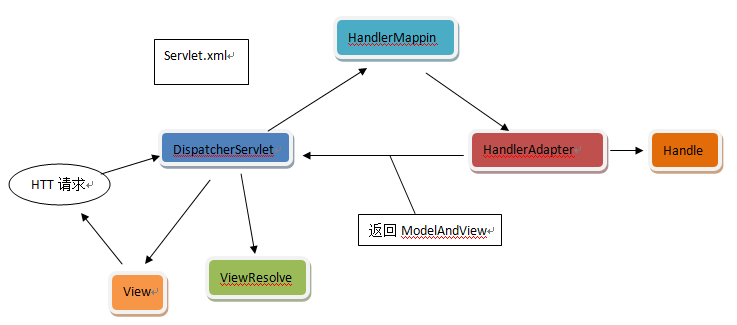 HandlerMappin
Servlet.xml
DispatcherServlet
HandlerAdapter
Handle
HTT 请求
返回 ModelAndView
ViewResolve
View